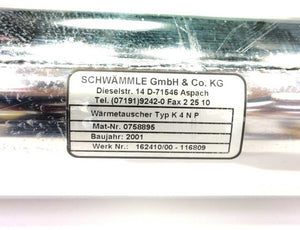 SCHWÄMMLE GmbH & Co. KG
Dieselstr. 14 D-71546 Aspach
Tel. (07191)9242-0 Fax 2 25 10
Wärmetauscher Typ K 4 N P
Mat-Nr. 0758895
Baujahr: 2001
Werk Nr.: 162410/00 - 116809